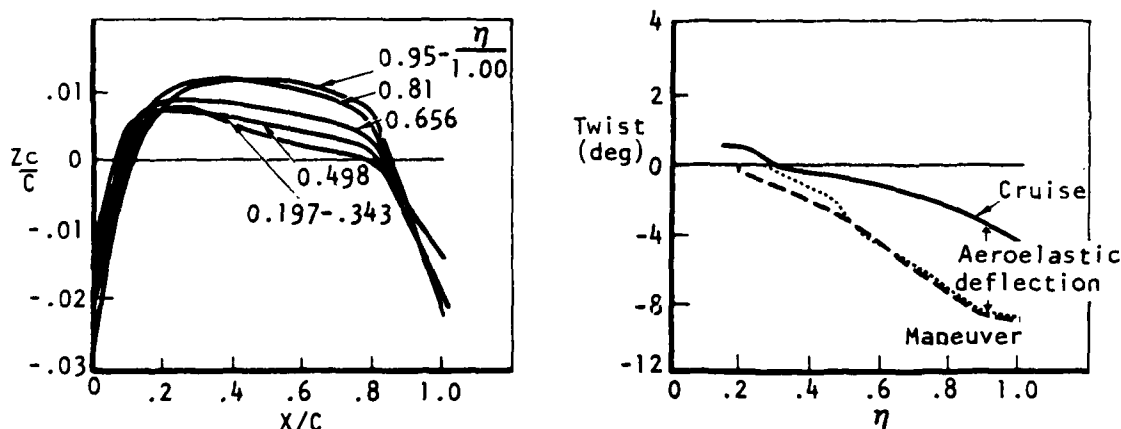 η
0.95-1.00
0.81
0.656
0.498
0.197-.343
Zc
C
.01
0
-.01
-.02
-.03
0
.2
.4
.6
.8
1.0
X/C
4
2
0
-4
-8
-12
Twist
(deg)
Cruise
Aeroelastic
deflection
Maneuver
0
.2
.4
.6
.8
1.0
η